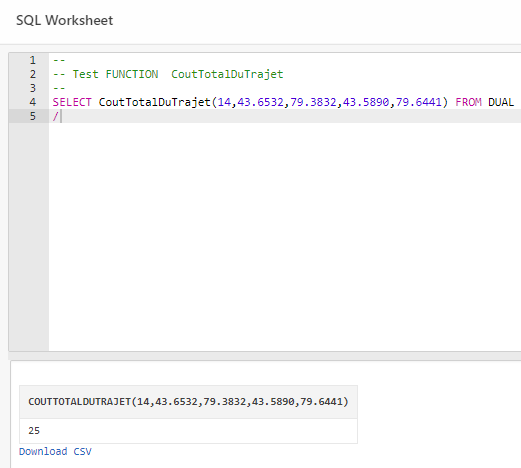 SQL Worksheet
1 --
2 -- Test FUNCTION  CoutTotalDuTrajet
3 --
4 SELECT CoutTotalDuTrajet(14,43.6532,79.3832,43.5890,79.6441) FROM DUAL
5 /
COUTTOTALDUTRAJET(14,43.6532,79.3832,43.5890,79.6441)
25
Download CSV